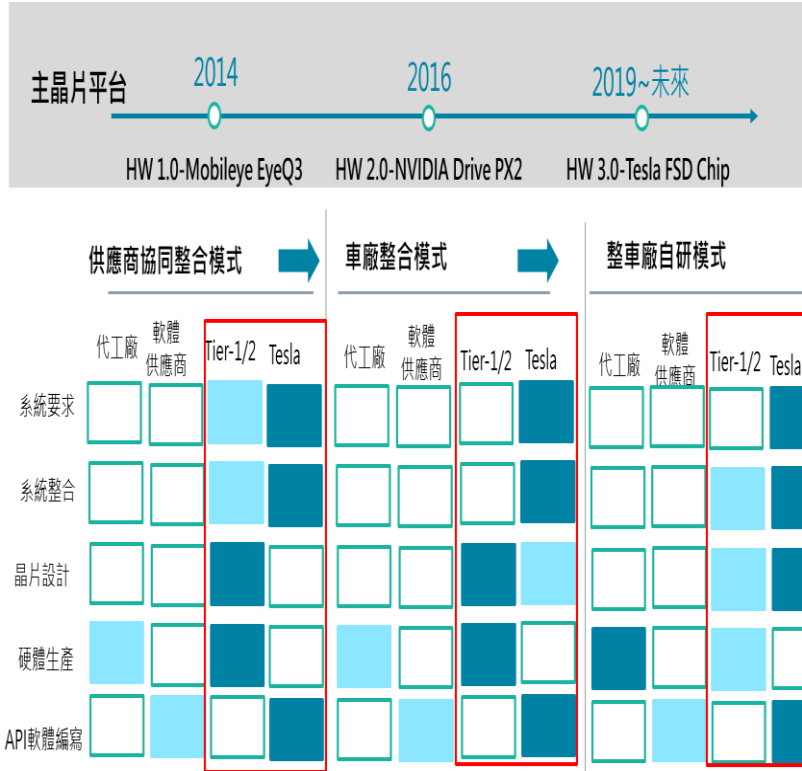 主晶片平台
2014
2016
2019~未來
HW 1.0-Mobileye EyeQ3
HW 2.0-NVIDIA Drive PX2
HW 3.0-Tesla FSD Chip
供應商協同整合模式
車廠整合模式
整車廠自研模式
代工廠
軟體
供應商
Tier-1/2
Tesla
代工廠
軟體
供應商
Tier-1/2
Tesla
代工廠
軟體
供應商
Tier-1/2
Tesla
系統要求
系統整合
晶片設計
硬體生產
API軟體編寫